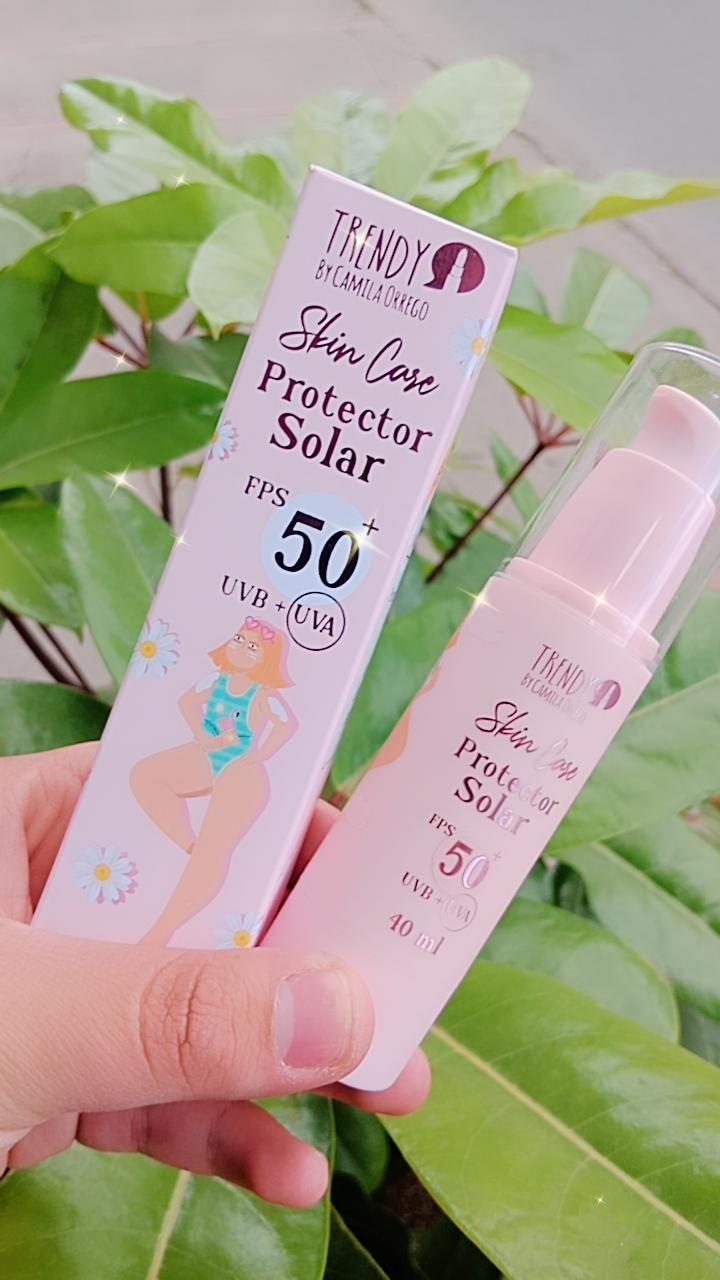 TRENDY
BY CAMILA ORREGO
Skin Care
Protector
Solar
FPS
50+
UVB + UVA
TRENDY
BY CAMILA ORREGO
Skin Care
Protector
Solar
FPS
50+
UVB + UVA
40 ml